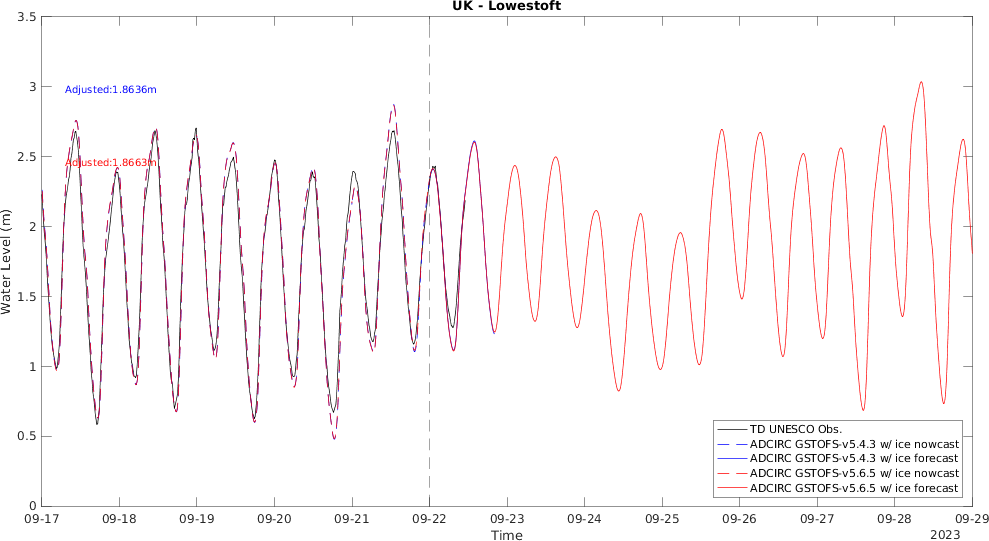 UK - Lowestoft
3.5
3
2.5
2
1.5
1
0.5
0
Water Level (m)
Adjusted:1.8636m
Adjusted:1.8663m
TD UNESCO Obs.
ADCIRC GSTOFS-v5.4.3 w/ ice nowcast
ADCIRC GSTOFS-v5.4.3 w/ ice forecast
ADCIRC GSTOFS-v5.6.5 w/ ice nowcast
ADCIRC GSTOFS-v5.6.5 w/ ice forecast
09-17 09-18 09-19 09-20 09-21 09-22 09-23 09-24 09-25 09-26 09-27 09-28 09-29
Time
2023